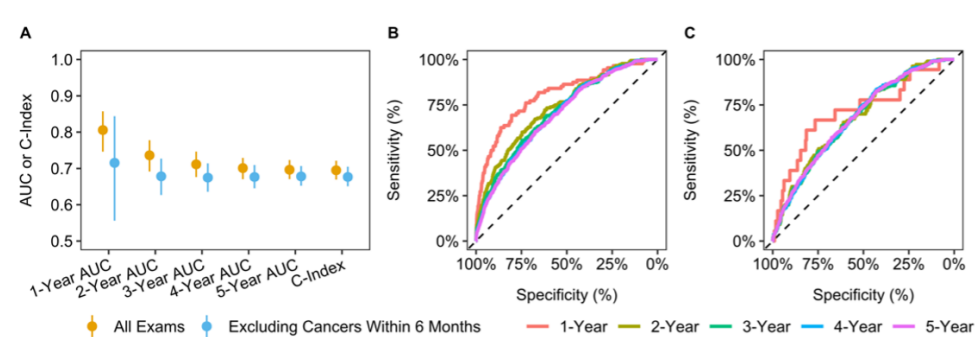 A
B
C
AUC or C-Index
1.0
0.9
0.8
0.7
0.6
0.5
1-Year AUC
2-Year AUC
3-Year AUC
4-Year AUC
5-Year AUC
C-Index
Sensitivity (%)
100%
75%
50%
25%
0%
100% 75% 50% 25% 0%
Specificity (%)
Sensitivity (%)
100%
75%
50%
25%
0%
100% 75% 50% 25% 0%
Specificity (%)
All Exams Excluding Cancers Within 6 Months
1-Year 2-Year 3-Year 4-Year 5-Year